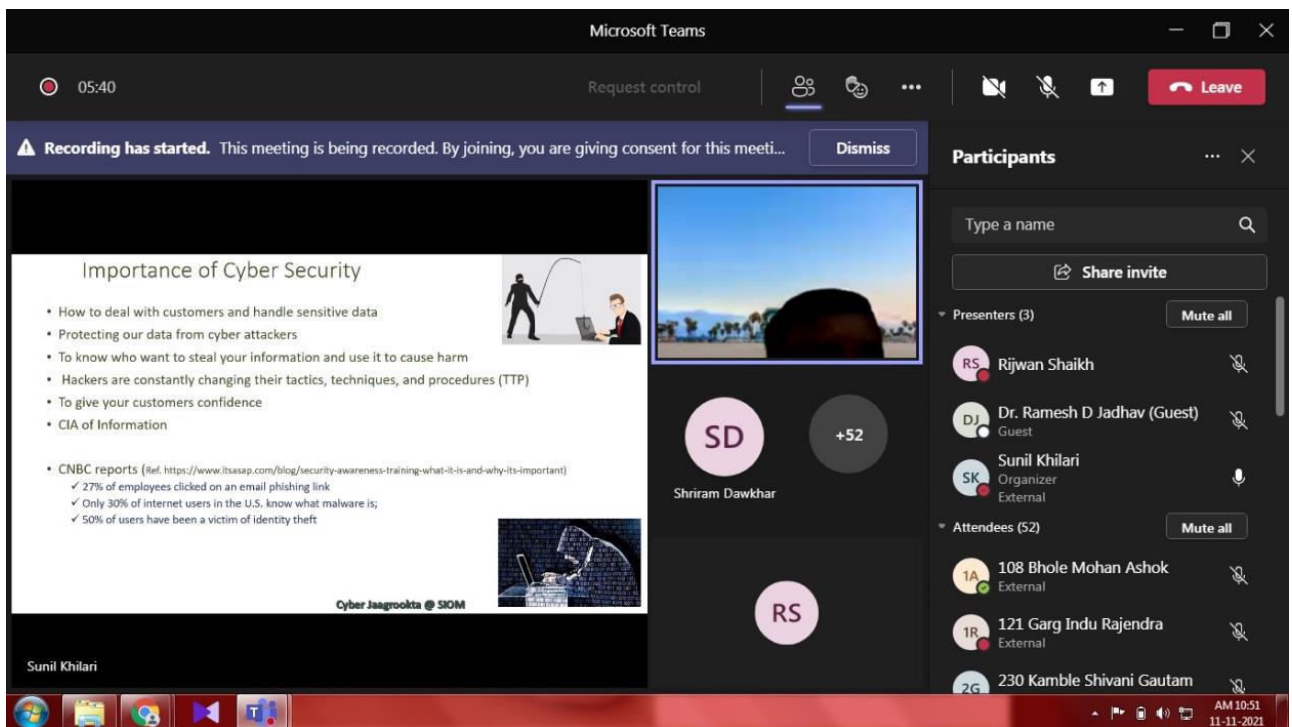 Microsoft Teams
05:40
Request control
Leave
Recording has started. This meeting is being recorded. By joining, you are giving consent for this meeti...
Dismiss
Importance of Cyber Security
• How to deal with customers and handle sensitive data
• Protecting our data from cyber attackers
• To know who want to steal your information and use it to cause harm
• Hackers are constantly changing their tactics, techniques, and procedures (TTP)
• To give your customers confidence
• CIA of Information
• CNBC reports (Ref. https://www.itsasap.com/blog/security-awareness-training-what-it-is-and-why-its-important)
✓ 27% of employees clicked on an email phishing link
✓ Only 30% of internet users in the U.S. know what malware is;
✓ 50% of users have been a victim of identity theft
Cyber Jaagrookta @ SIOM
Sunil Khilari
SD
Shriram Dawkhar
+52
RS
Participants
Type a name
Share invite
Presenters (3)
Mute all
RS
Rijwan Shaikh
DJ
Dr. Ramesh D Jadhav (Guest)
Guest
SK
Sunil Khilari
Organizer
External
Attendees (52)
Mute all
1A
108 Bhole Mohan Ashok
External
1R
121 Garg Indu Rajendra
External
2G
230 Kamble Shivani Gautam
AM 10:51
11-11-2021